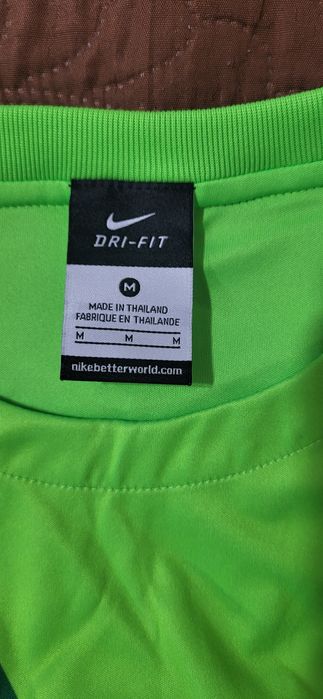 DRI-FIT
M
MADE IN THAILAND
FABRIQUE EN THAILANDE
M M M
nikebetterworld.com